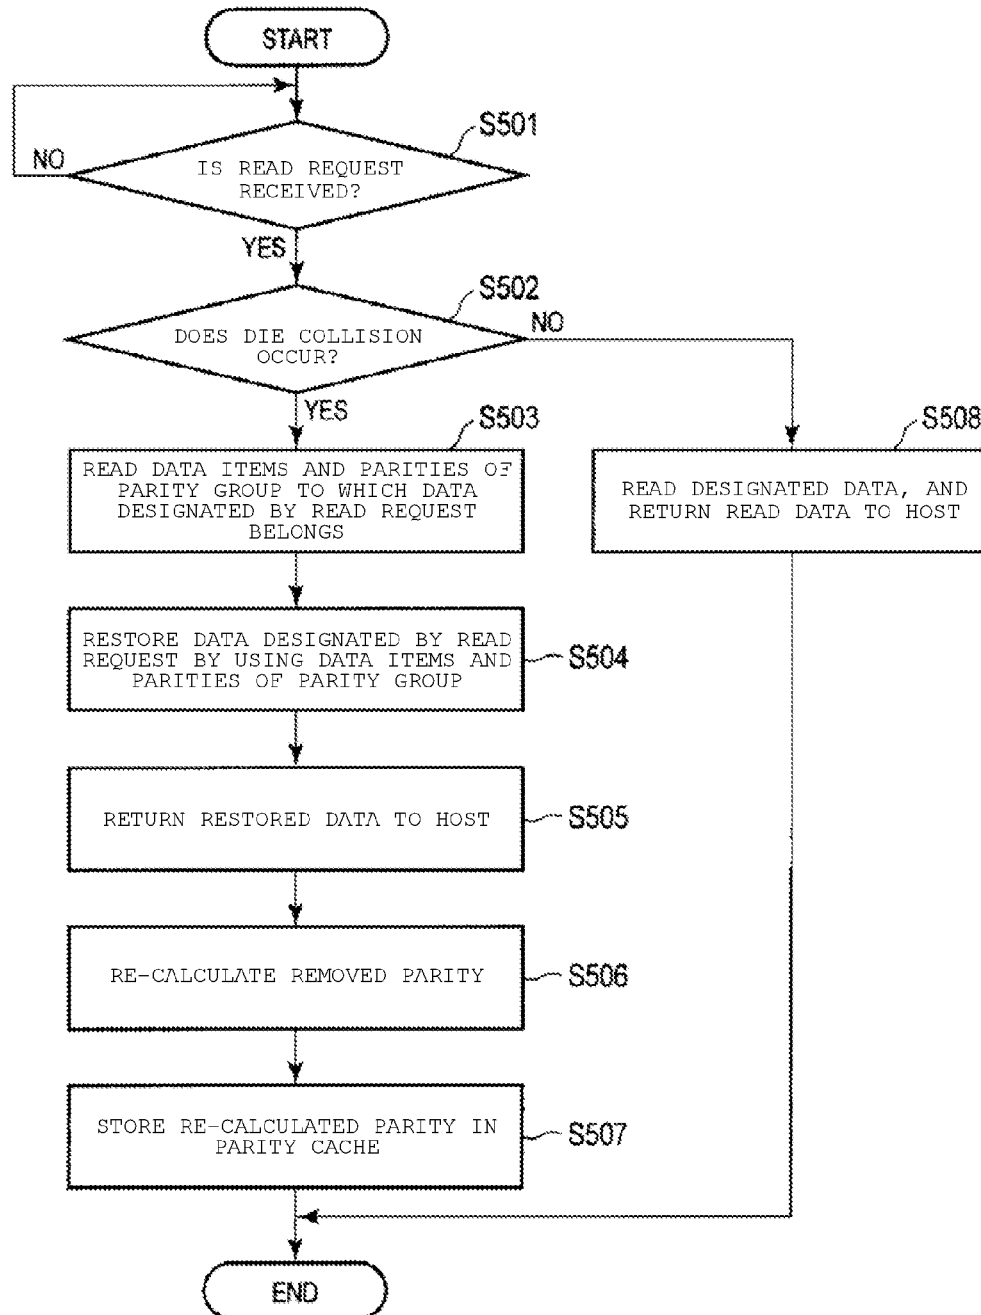 START
S501
NO
IS READ REQUEST
RECEIVED?
YES
S502
NO
DOES DIE COLLISION
OCCUR?
YES
S503
READ DATA ITEMS AND PARITIES OF
PARITY GROUP TO WHICH DATA
DESIGNATED BY READ REQUEST
BELONGS
S508
READ DESIGNATED DATA, AND
RETURN READ DATA TO HOST
RESTORE DATA DESIGNATED BY READ
REQUEST BY USING DATA ITEMS AND
PARITIES OF PARITY GROUP
S504
RETURN RESTORED DATA TO HOST
S505
RE-CALCULATE REMOVED PARITY
S506
STORE RE-CALCULATED PARITY IN
PARITY CACHE
S507
END